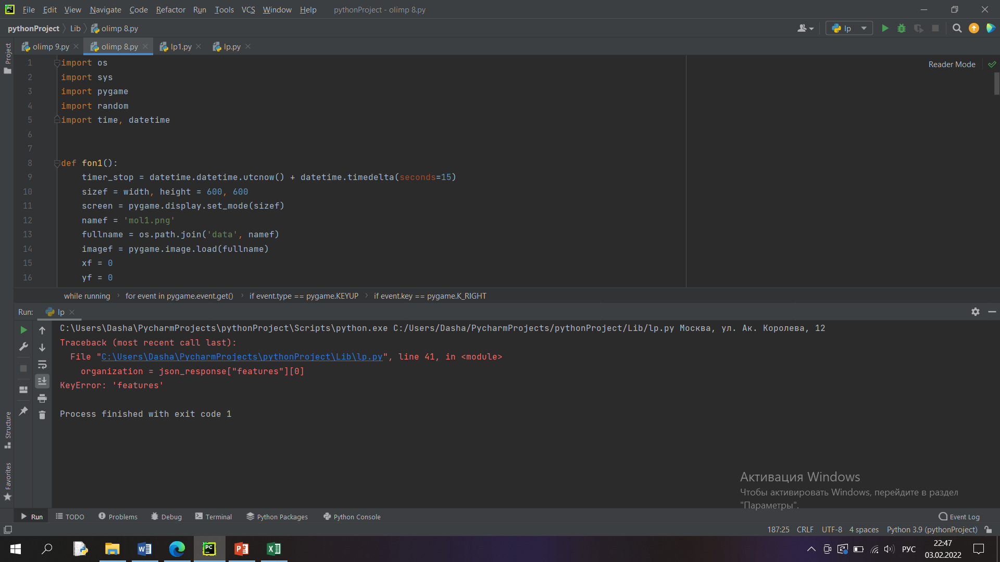 File Edit View Navigate Code Refactor Run Tools VCS Window Help pythonProject - olimp 8.py
pythonProject Lib olimp 8.py lp
olimp 9.py olimp 8.py lp1.py lp.py
Project
Reader Mode
1 import os
2 import sys
3 import pygame
4 import random
5 import time, datetime
6
7
8 def fon1():
9 timer_stop = datetime.datetime.utcnow() + datetime.timedelta(seconds=15)
10 sizef = width, height = 600, 600
11 screen = pygame.display.set_mode(sizef)
12 namef = 'mol1.png'
13 fullname = os.path.join('data', namef)
14 imagef = pygame.image.load(fullname)
15 xf = 0
16 yf = 0
while running for event in pygame.event.get() if event.type == pygame.KEYUP if event.key == pygame.K_RIGHT
Run: lp
C:\Users\Dasha\PycharmProjects\pythonProject\Scripts\python.exe C:/Users/Dasha/PycharmProjects/pythonProject/Lib/lp.py Москва, ул. Ак. Королева, 12
Traceback (most recent call last):
File "C:\Users\Dasha\PycharmProjects\pythonProject\Lib\lp.py", line 41, in <module>
organization = json_response["features"][0]
KeyError: 'features'
Process finished with exit code 1
Structure
Favorites
Активация Windows
Чтобы активировать Windows, перейдите в раздел
"Параметры".
Run TODO Problems Debug Terminal Python Packages Python Console Event Log
187:25 CRLF UTF-8 4 spaces Python 3.9 (pythonProject)
РУС 22:47
03.02.2022